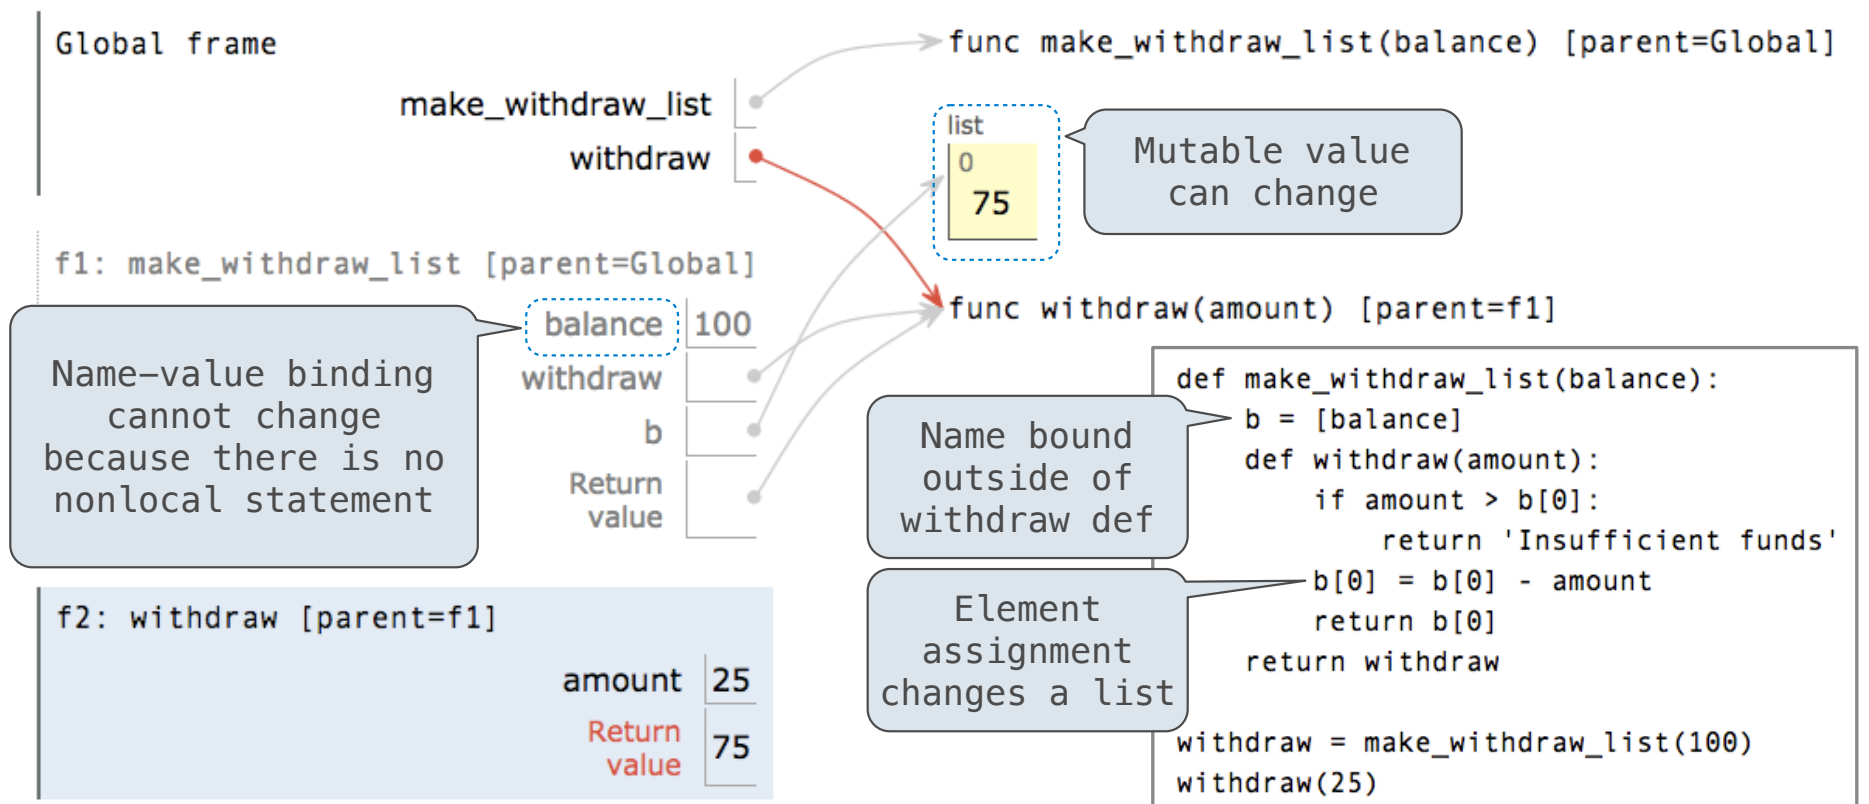 Global frame
make_withdraw_list
withdraw
func make_withdraw_list(balance) [parent=Global]
list
0
75
Mutable value
can change
f1: make_withdraw_list [parent=Global]
balance 100
withdraw
b
Return
value
func withdraw(amount) [parent=f1]
Name–value binding
cannot change
because there is no
nonlocal statement
f2: withdraw [parent=f1]
amount 25
Return
value 75
Name bound
outside of
withdraw def
Element
assignment
changes a list
def make_withdraw_list(balance):
    b = [balance]
    def withdraw(amount):
        if amount > b[0]:
            return 'Insufficient funds'
        b[0] = b[0] - amount
        return b[0]
    return withdraw
withdraw = make_withdraw_list(100)
withdraw(25)